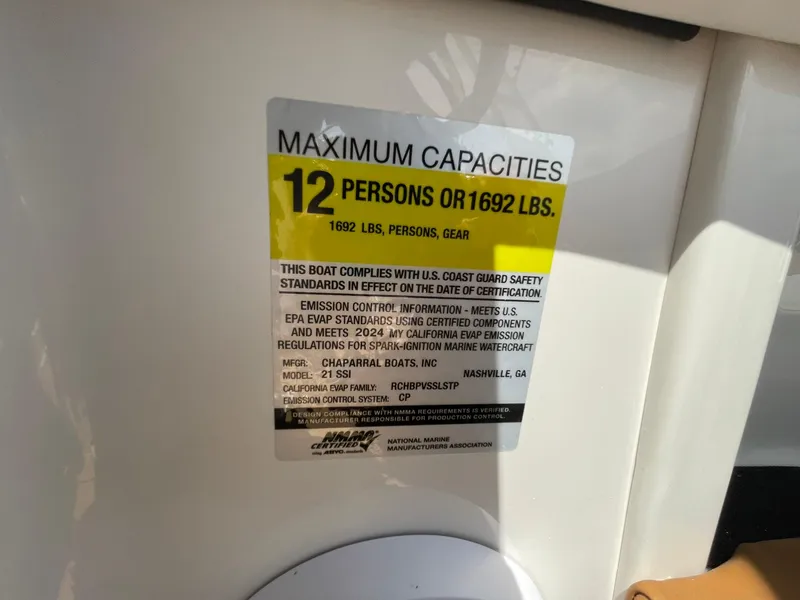 MAXIMUM CAPACITIES
12 PERSONS OR 1692 LBS.
1692 LBS, PERSONS, GEAR
THIS BOAT COMPLIES WITH U.S. COAST GUARD SAFETY
STANDARDS IN EFFECT ON THE DATE OF CERTIFICATION.
EMISSION CONTROL INFORMATION - MEETS U.S.
EPA EVAP STANDARDS USING CERTIFIED COMPONENTS
AND MEETS 2024 MY CALIFORNIA EVAP EMISSION
REGULATIONS FOR SPARK-IGNITION MARINE WATERCRAFT
MFGR: CHAPARRAL BOATS, INC
MODEL: 21 SSI NASHVILLE, GA
CALIFORNIA EVAP FAMILY: RCHBPVSSLSTP
EMISSION CONTROL SYSTEM: CP
DESIGN COMPLIANCE WITH NMMA REQUIREMENTS IS VERIFIED.
MANUFACTURER RESPONSIBLE FOR PRODUCTION CONTROL.
NMMA
CERTIFIED
using ABYC standards
NATIONAL MARINE
MANUFACTURERS ASSOCIATION